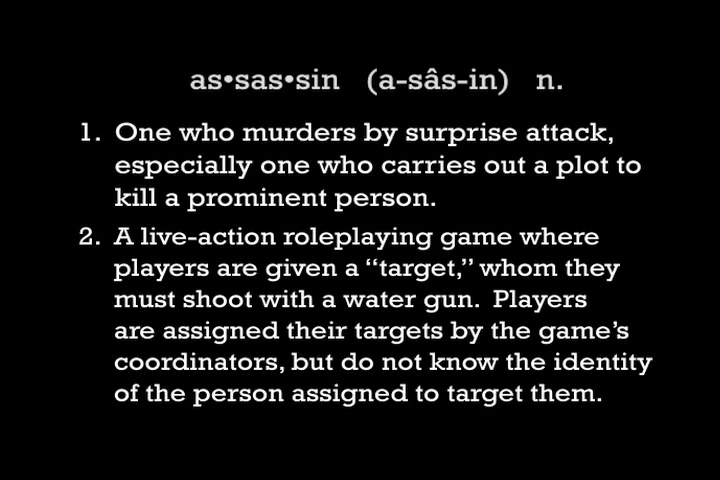 as•sas•sin (a-sâs-in) n.
1. One who murders by surprise attack,
especially one who carries out a plot to
kill a prominent person.
2. A live-action roleplaying game where
players are given a “target,” whom they
must shoot with a water gun. Players
are assigned their targets by the game’s
coordinators, but do not know the identity
of the person assigned to target them.